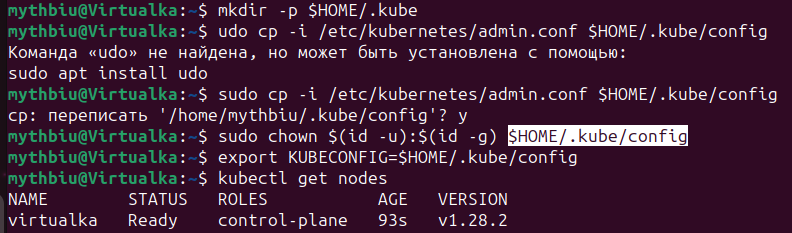 mythbiu@Virtualka:~$ mkdir -p $HOME/.kube
mythbiu@Virtualka:~$ udo cp -i /etc/kubernetes/admin.conf $HOME/.kube/config
Команда «udo» не найдена, но может быть установлена с помощью:
sudo apt install udo
mythbiu@Virtualka:~$ sudo cp -i /etc/kubernetes/admin.conf $HOME/.kube/config
cp: переписать '/home/mythbiu/.kube/config'? y
mythbiu@Virtualka:~$ sudo chown $(id -u):$(id -g) $HOME/.kube/config
mythbiu@Virtualka:~$ export KUBECONFIG=$HOME/.kube/config
mythbiu@Virtualka:~$ kubectl get nodes
NAME STATUS ROLES AGE VERSION
virtualka Ready control-plane 93s v1.28.2